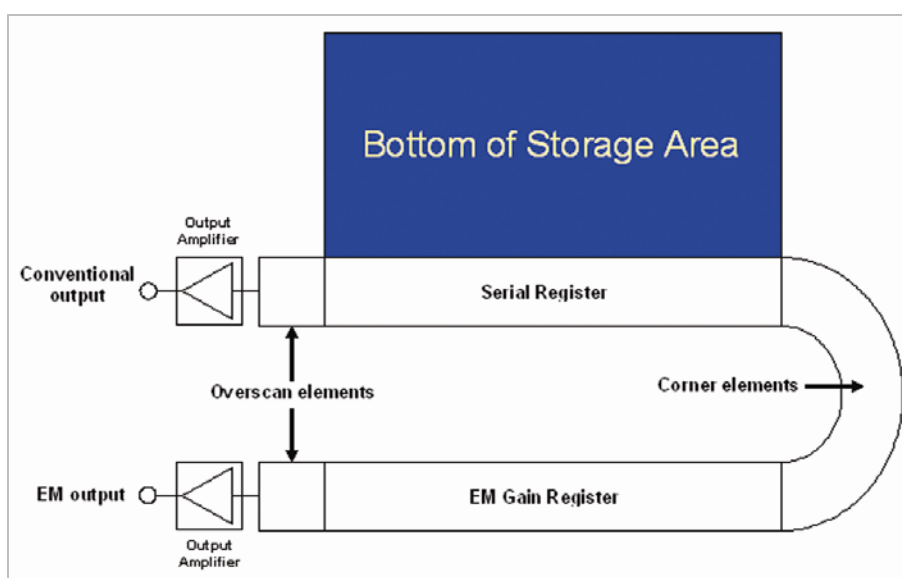 Bottom of Storage Area
Output
Amplifier
Conventional
output
Serial Register
Overscan elements
Corner elements
EM output
EM Gain Register
Output
Amplifier